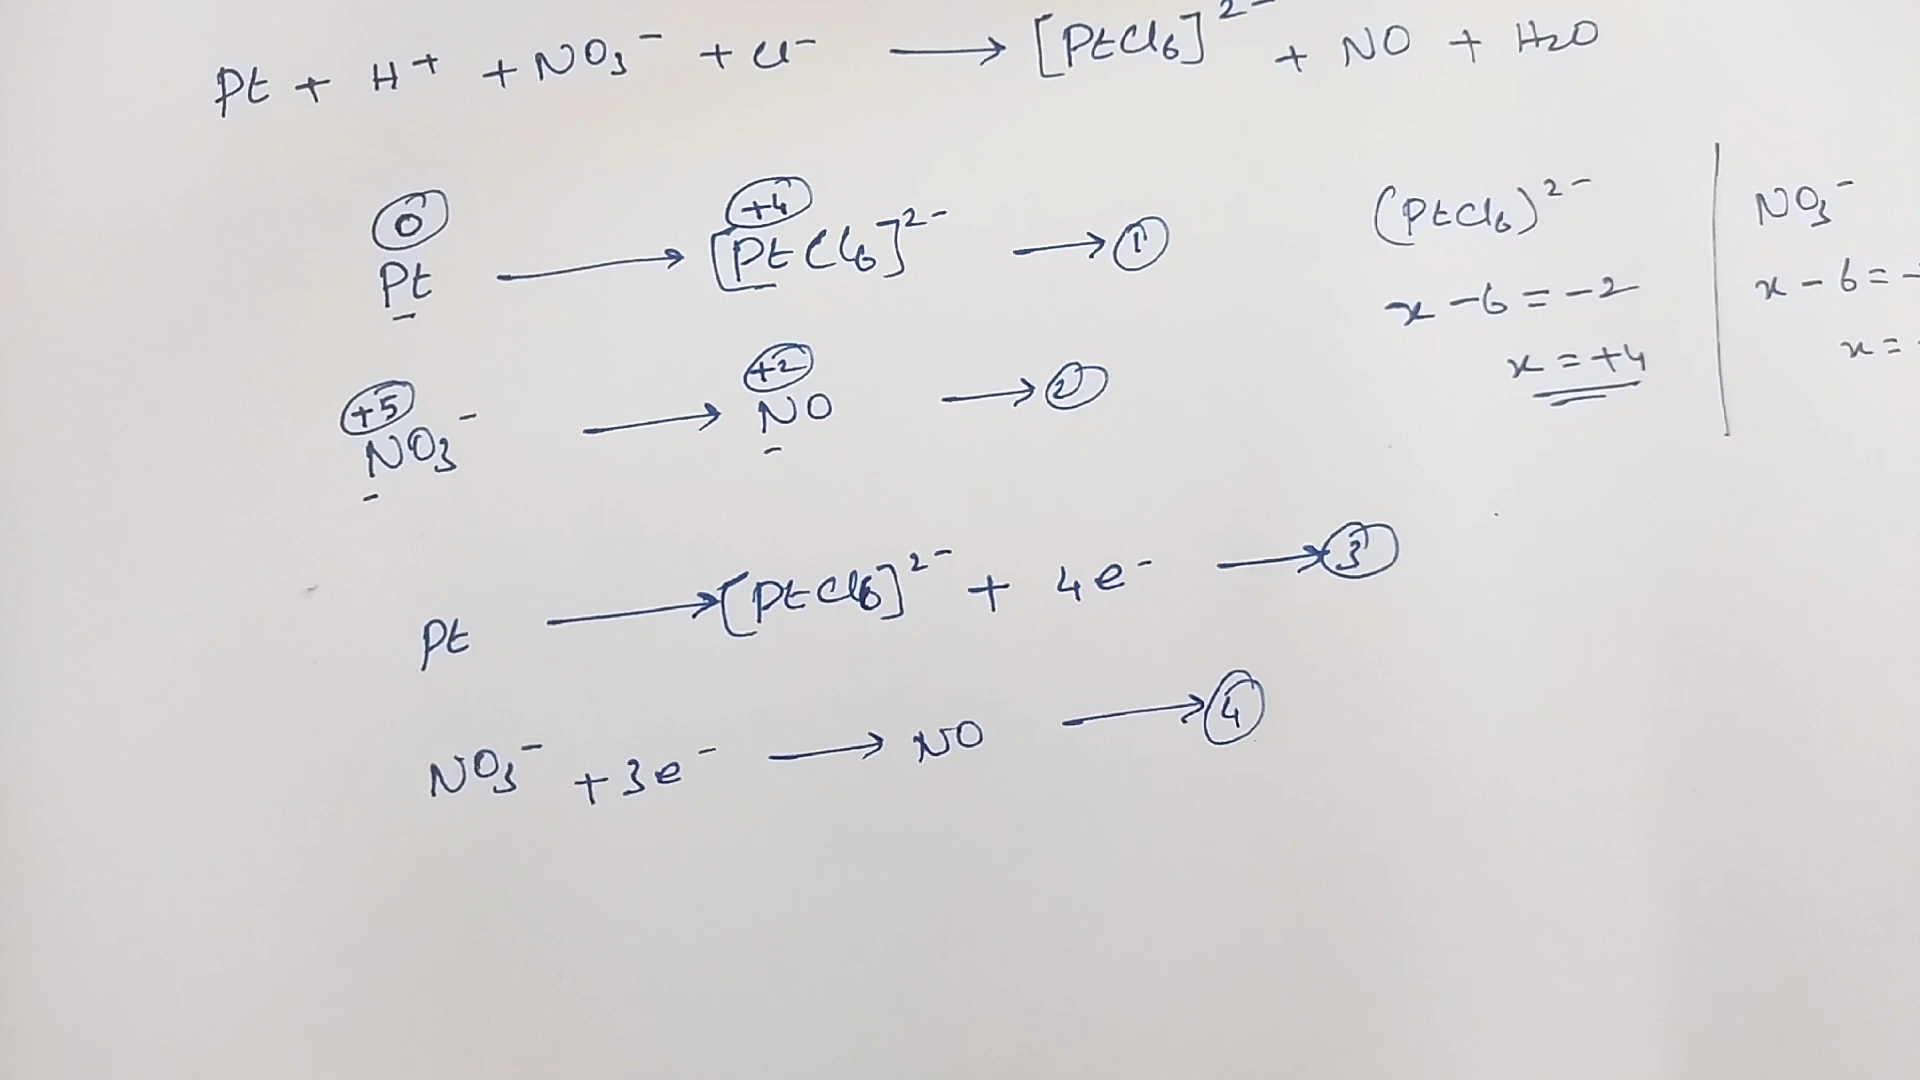 Pt + H⁺ + NO₃⁻ + Cl⁻ ⟶ [PtCl₆]²⁻ + NO + H₂O
0 +4
Pt ⟶ [PtCl₆]²⁻ ⟶ ①
+5 +2
NO₃⁻ ⟶ NO ⟶ ②
(PtCl₆)²⁻
x - 6 = -2
x = +4
NO₃⁻
x - 6 = -
x =
Pt ⟶ [PtCl₆]²⁻ + 4e⁻ ⟶ ③
NO₃⁻ + 3e⁻ ⟶ NO ⟶ ④